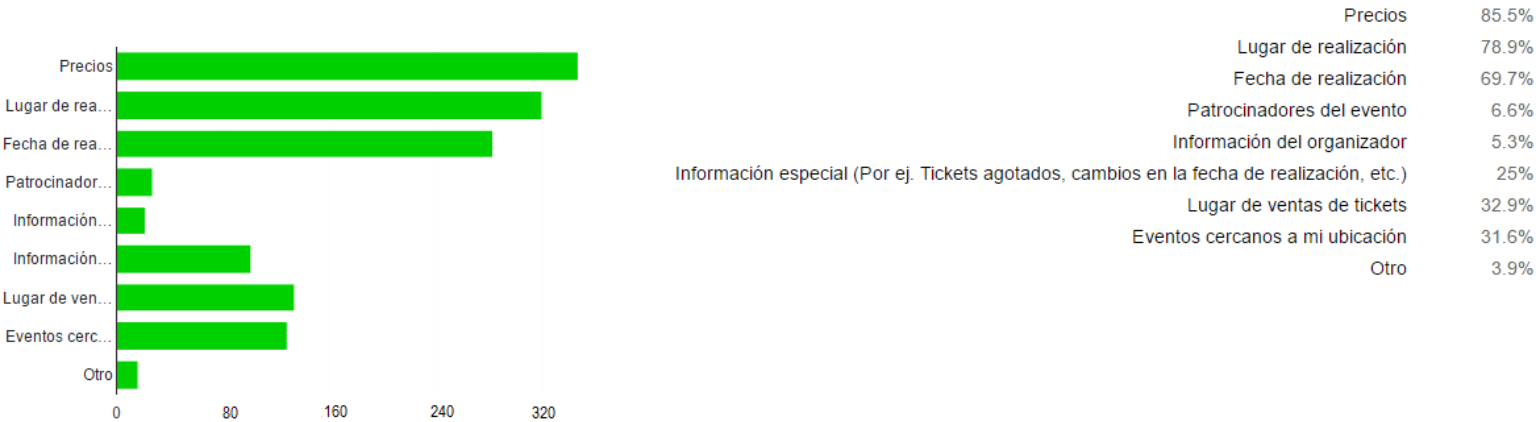 Precios
Lugar de rea...
Fecha de rea...
Patrocinador...
Información...
Información...
Lugar de ven...
Eventos cerc...
Otro
0 80 160 240 320
Precios 85.5%
Lugar de realización 78.9%
Fecha de realización 69.7%
Patrocinadores del evento 6.6%
Información del organizador 5.3%
Información especial (Por ej. Tickets agotados, cambios en la fecha de realización, etc.) 25%
Lugar de ventas de tickets 32.9%
Eventos cercanos a mi ubicación 31.6%
Otro 3.9%